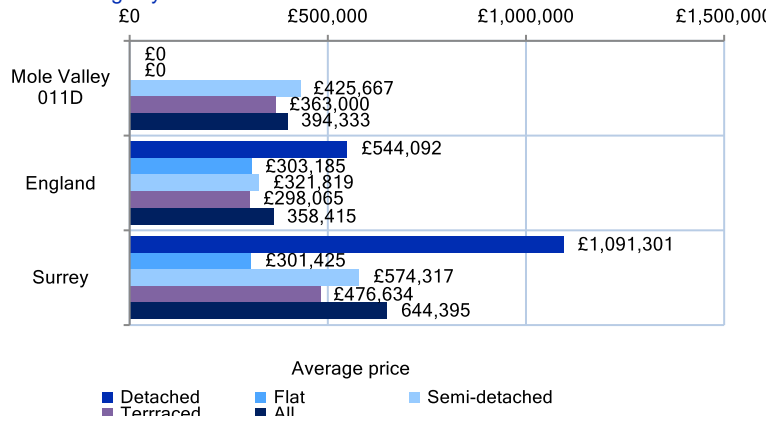 £0 £500,000 £1,000,000 £1,500,000
£0
£0
Mole Valley
011D
£425,667
£363,000
394,333
£544,092
£303,185
England
£321,819
£298,065
358,415
£1,091,301
£301,425
Surrey
£574,317
£476,634
644,395
Average price
Detached Flat Semi-detached
Terrraced All